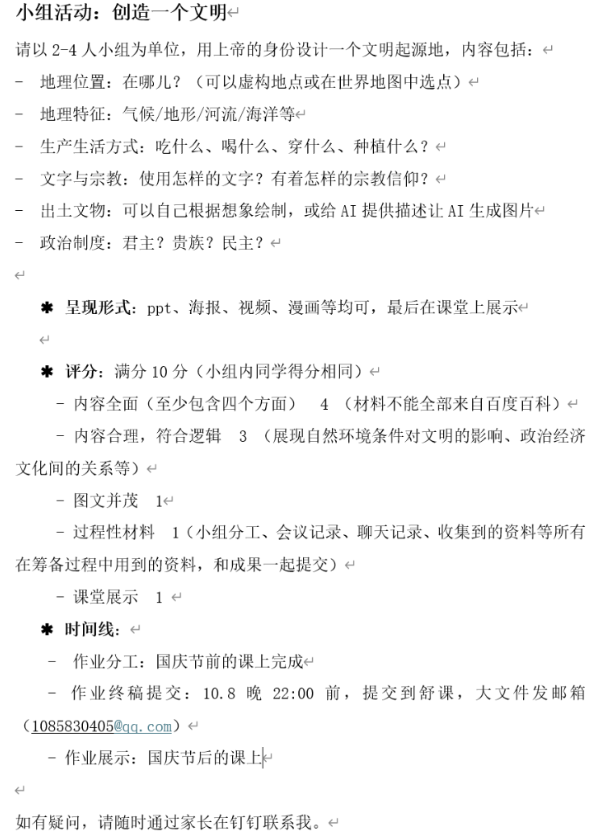 小组活动：创造一个文明
请以 2-4 人小组为单位，用上帝的身份设计一个文明起源地，内容包括：
- 地理位置：在哪儿？（可以虚构地点或在世界地图中选点）
- 地理特征：气候/地形/河流/海洋等
- 生产生活方式：吃什么、喝什么、穿什么、种植什么？
- 文字与宗教：使用怎样的文字？有着怎样的宗教信仰？
- 出土文物：可以自己根据想象绘制，或给 AI 提供描述让 AI 生成图片
- 政治制度：君主？贵族？民主？
✱ 呈现形式：ppt、海报、视频、漫画等均可，最后在课堂上展示
✱ 评分：满分 10 分（小组内同学得分相同）
- 内容全面（至少包含四个方面） 4 （材料不能全部来自百度百科）
- 内容合理，符合逻辑 3 （展现自然环境条件对文明的影响、政治经济
文化间的关系等）
- 图文并茂 1
- 过程性材料 1（小组分工、会议记录、聊天记录、收集到的资料等所有
在筹备过程中用到的资料，和成果一起提交）
- 课堂展示 1
✱ 时间线：
- 作业分工：国庆节前的课上完成
- 作业终稿提交：10.8 晚 22:00 前，提交到舒课，大文件发邮箱
（1085830405@qq.com）
- 作业展示：国庆节后的课上
如有疑问，请随时通过家长在钉钉联系我。